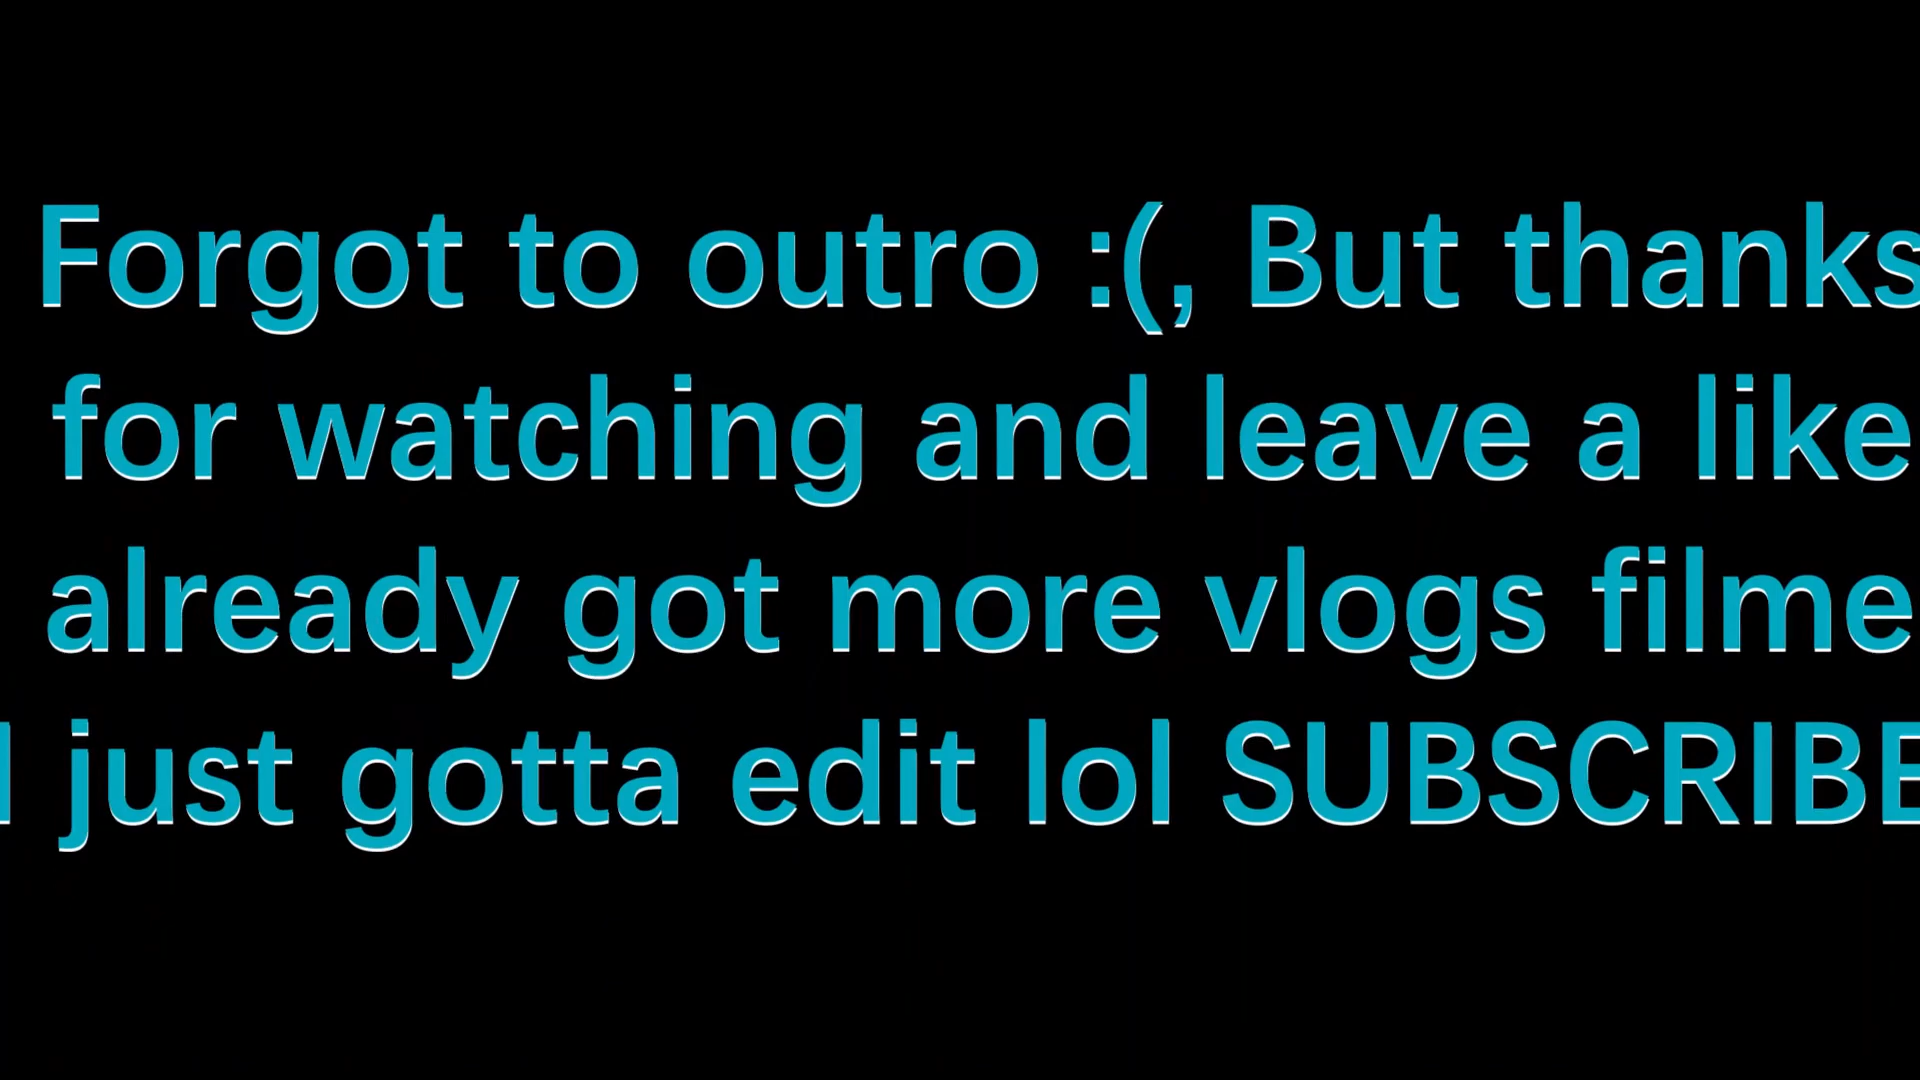 Forgot to outro :(, But thanks
for watching and leave a like
already got more vlogs filme
I just gotta edit lol SUBSCRIBE